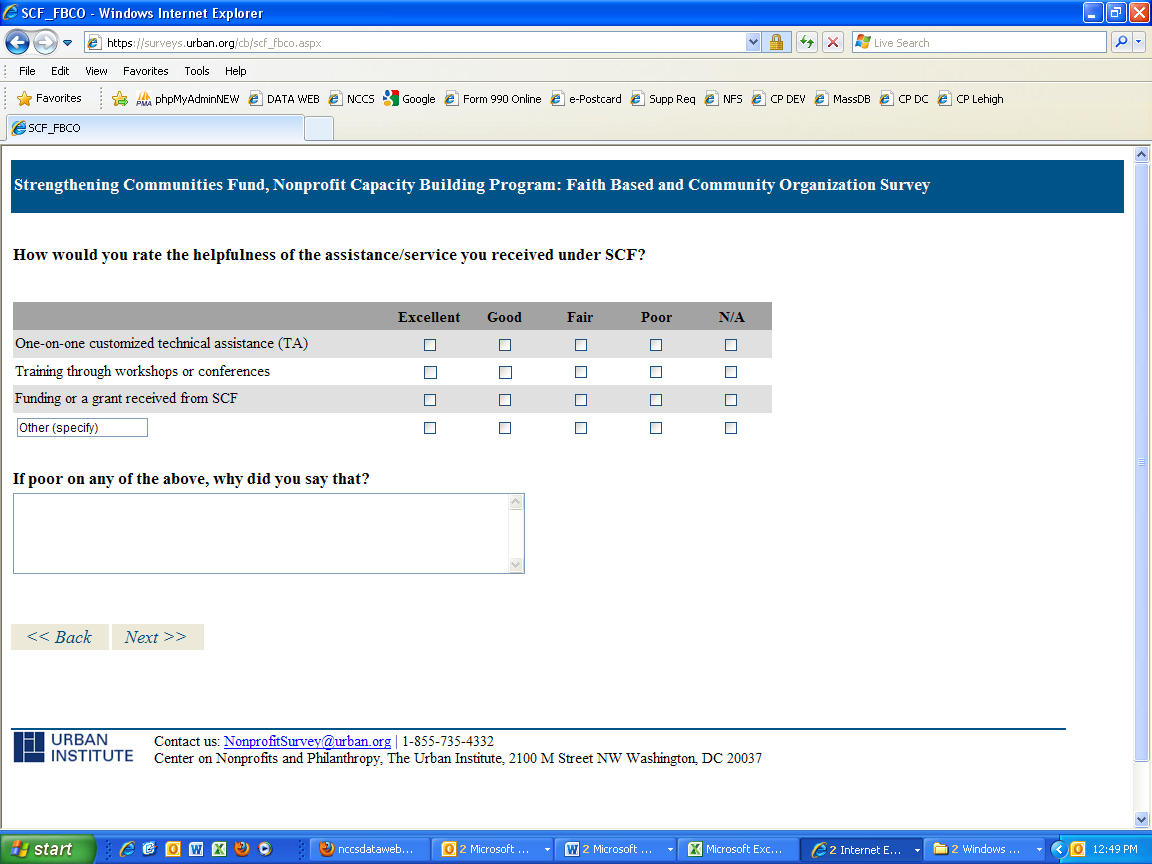 SCF_FBCO - Windows Internet Explorer
https://surveys.urban.org/cb/scf_fbco.aspx
Live Search
File Edit View Favorites Tools Help
Favorites phpMyAdminNEW DATA WEB NCCS Google Form 990 Online e-Postcard Supp Req NFS CP DEV MassDB CP DC CP Lehigh
SCF_FBCO
Strengthening Communities Fund, Nonprofit Capacity Building Program: Faith Based and Community Organization Survey
How would you rate the helpfulness of the assistance/service you received under SCF?
Excellent Good Fair Poor N/A
One-on-one customized technical assistance (TA)
Training through workshops or conferences
Funding or a grant received from SCF
Other (specify)
If poor on any of the above, why did you say that?
<< Back Next >>
URBAN INSTITUTE
Contact us: NonprofitSurvey@urban.org | 1-855-735-4332
Center on Nonprofits and Philanthropy, The Urban Institute, 2100 M Street NW Washington, DC 20037
start nccsdataweb... 2 Microsoft ... 2 Microsoft ... Microsoft Exc... 2 Internet E... 2 Windows ... 12:49 PM